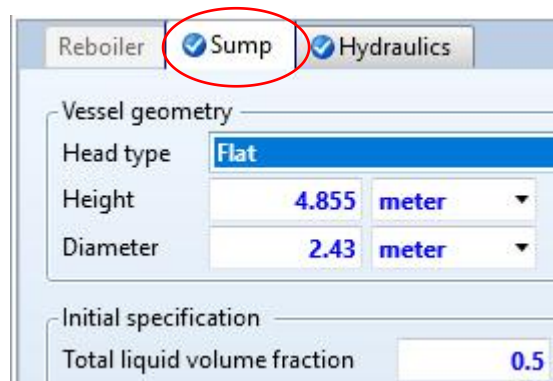 Reboiler Sump Hydraulics
Vessel geometry
Head type Flat
Height 4.855 meter
Diameter 2.43 meter
Initial specification
Total liquid volume fraction 0.5